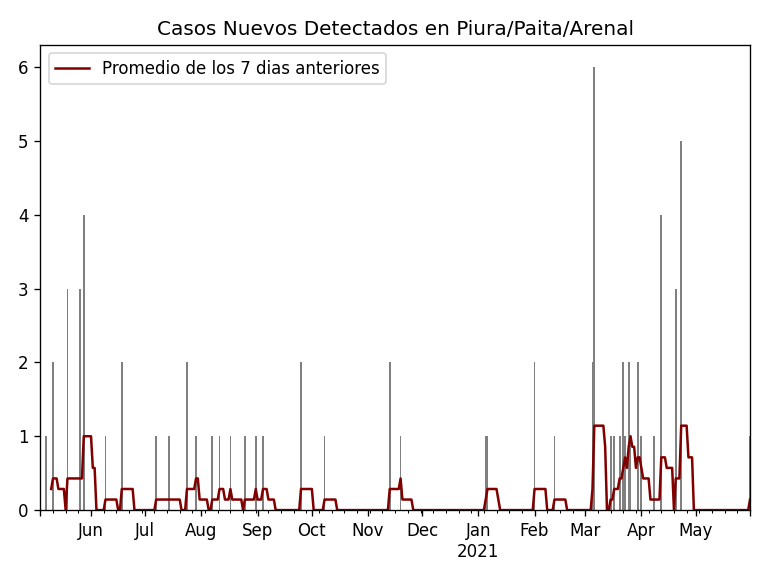 Casos Nuevos Detectados en Piura/Paita/Arenal
Promedio de los 7 dias anteriores
6
5
4
3
2
1
0
Jun Jul Aug Sep Oct Nov Dec Jan Feb Mar Apr May
2021